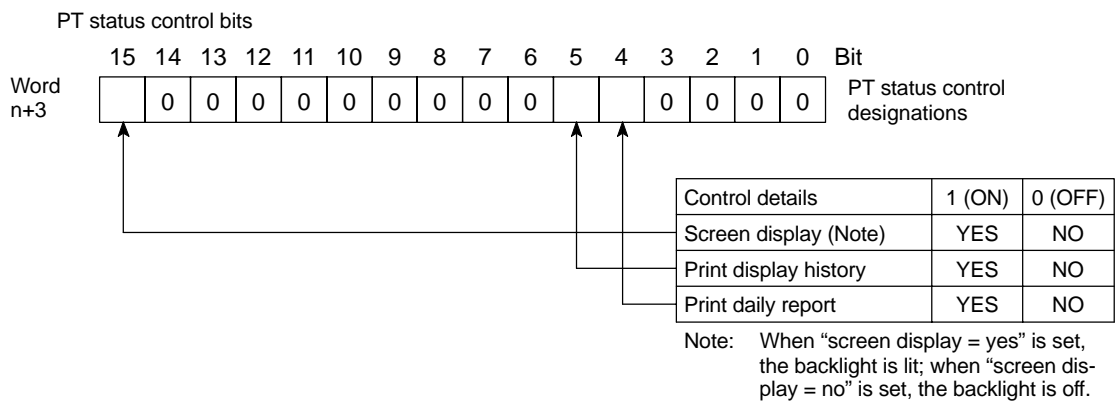 PT status control bits
15 14 13 12 11 10 9 8 7 6 5 4 3 2 1 0 Bit
Word
n+3
0 0 0 0 0 0 0 0 0 0 0 0 0
PT status control
designations
Control details 1 (ON) 0 (OFF)
Screen display (Note) YES NO
Print display history YES NO
Print daily report YES NO
Note: When “screen display = yes” is set,
the backlight is lit; when “screen dis-
play = no” is set, the backlight is off.